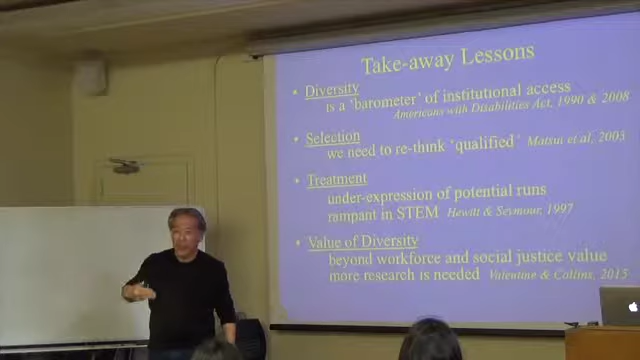 Take-away Lessons
• Diversity
is a 'barometer' of institutional access
Americans with Disabilities Act, 1990 & 2008
• Selection
we need to re-think 'qualified' Matsui et al, 2003
• Treatment
under-expression of potential runs
rampant in STEM Hewitt & Seymour, 1997
• Value of Diversity
beyond workforce and social justice value
more research is needed Valentine & Collins, 2015